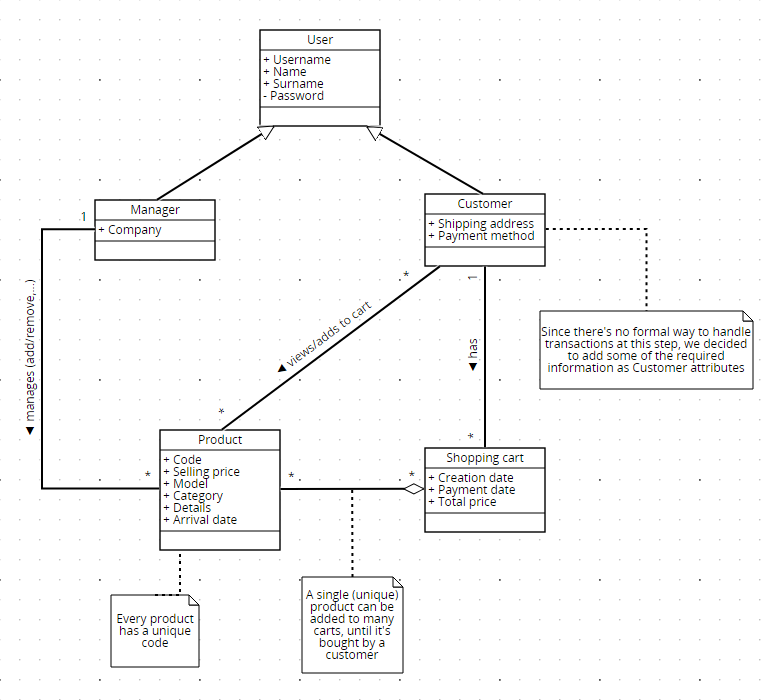 User
+ Username
+ Name
+ Surname
- Password
Manager
+ Company
Customer
+ Shipping address
+ Payment method
1
*
1
◀ manages (add/remove,...)
◀ views/adds to cart
◀ has
Since there's no formal way to handle
transactions at this step, we decided
to add some of the required
information as Customer attributes
*
*
Product
+ Code
+ Selling price
+ Model
+ Category
+ Details
+ Arrival date
*
*
*
Shopping cart
+ Creation date
+ Payment date
+ Total price
Every product
has a unique
code
A single (unique)
product can be
added to many
carts, until it's
bought by a
customer